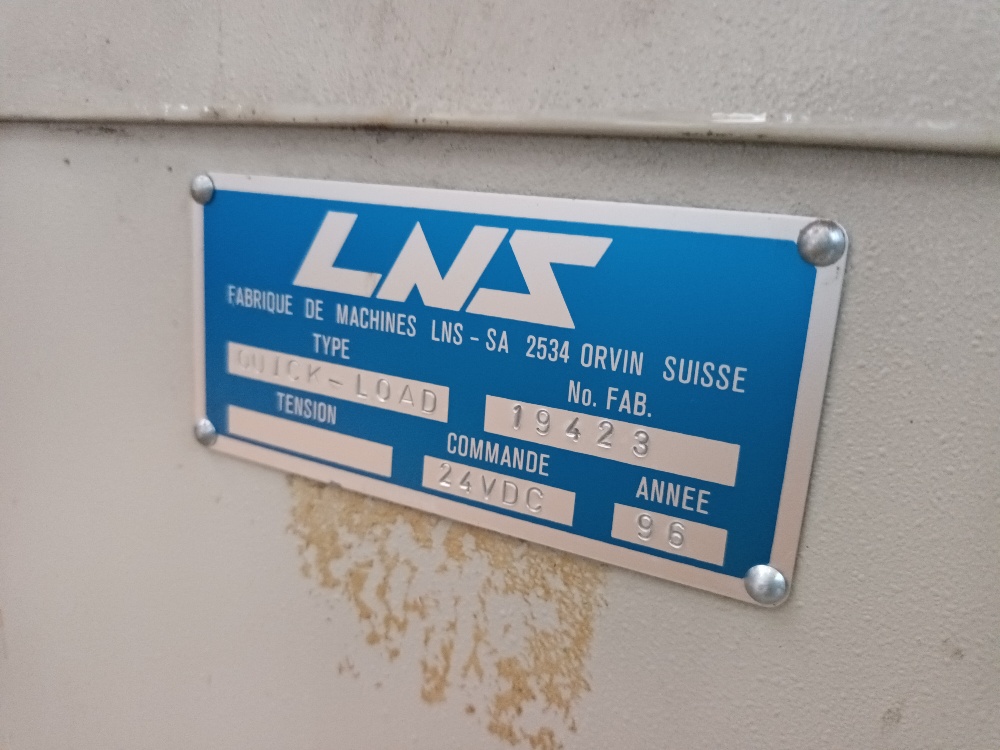 LNS
FABRIQUE DE MACHINES LNS - SA 2534 ORVIN SUISSE
TYPE
No. FAB.
QUICK-LOAD
19423
TENSION
COMMANDE
ANNEE
24VDC
96